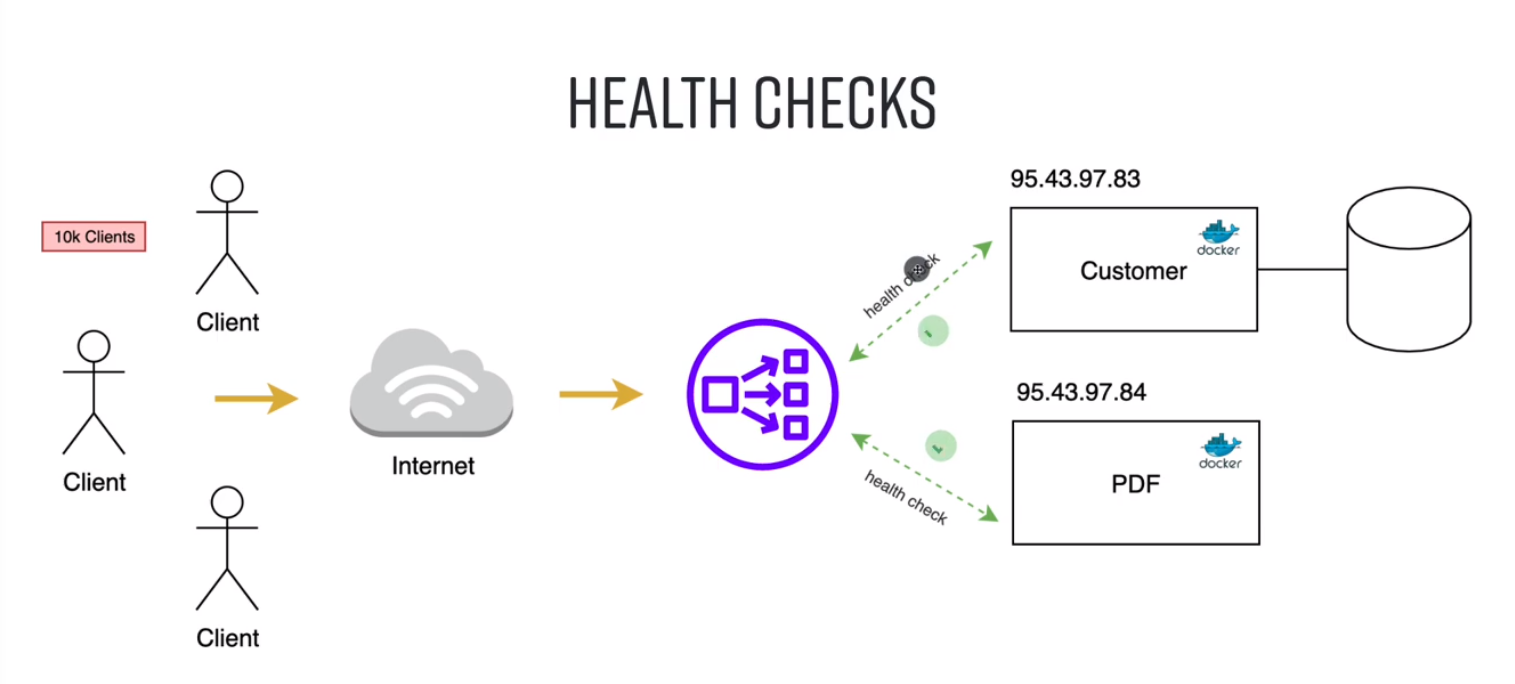 HEALTH CHECKS
10k Clients
Client
Client
Client
Internet
health check
health check
95.43.97.83
Customer
docker
95.43.97.84
PDF
docker